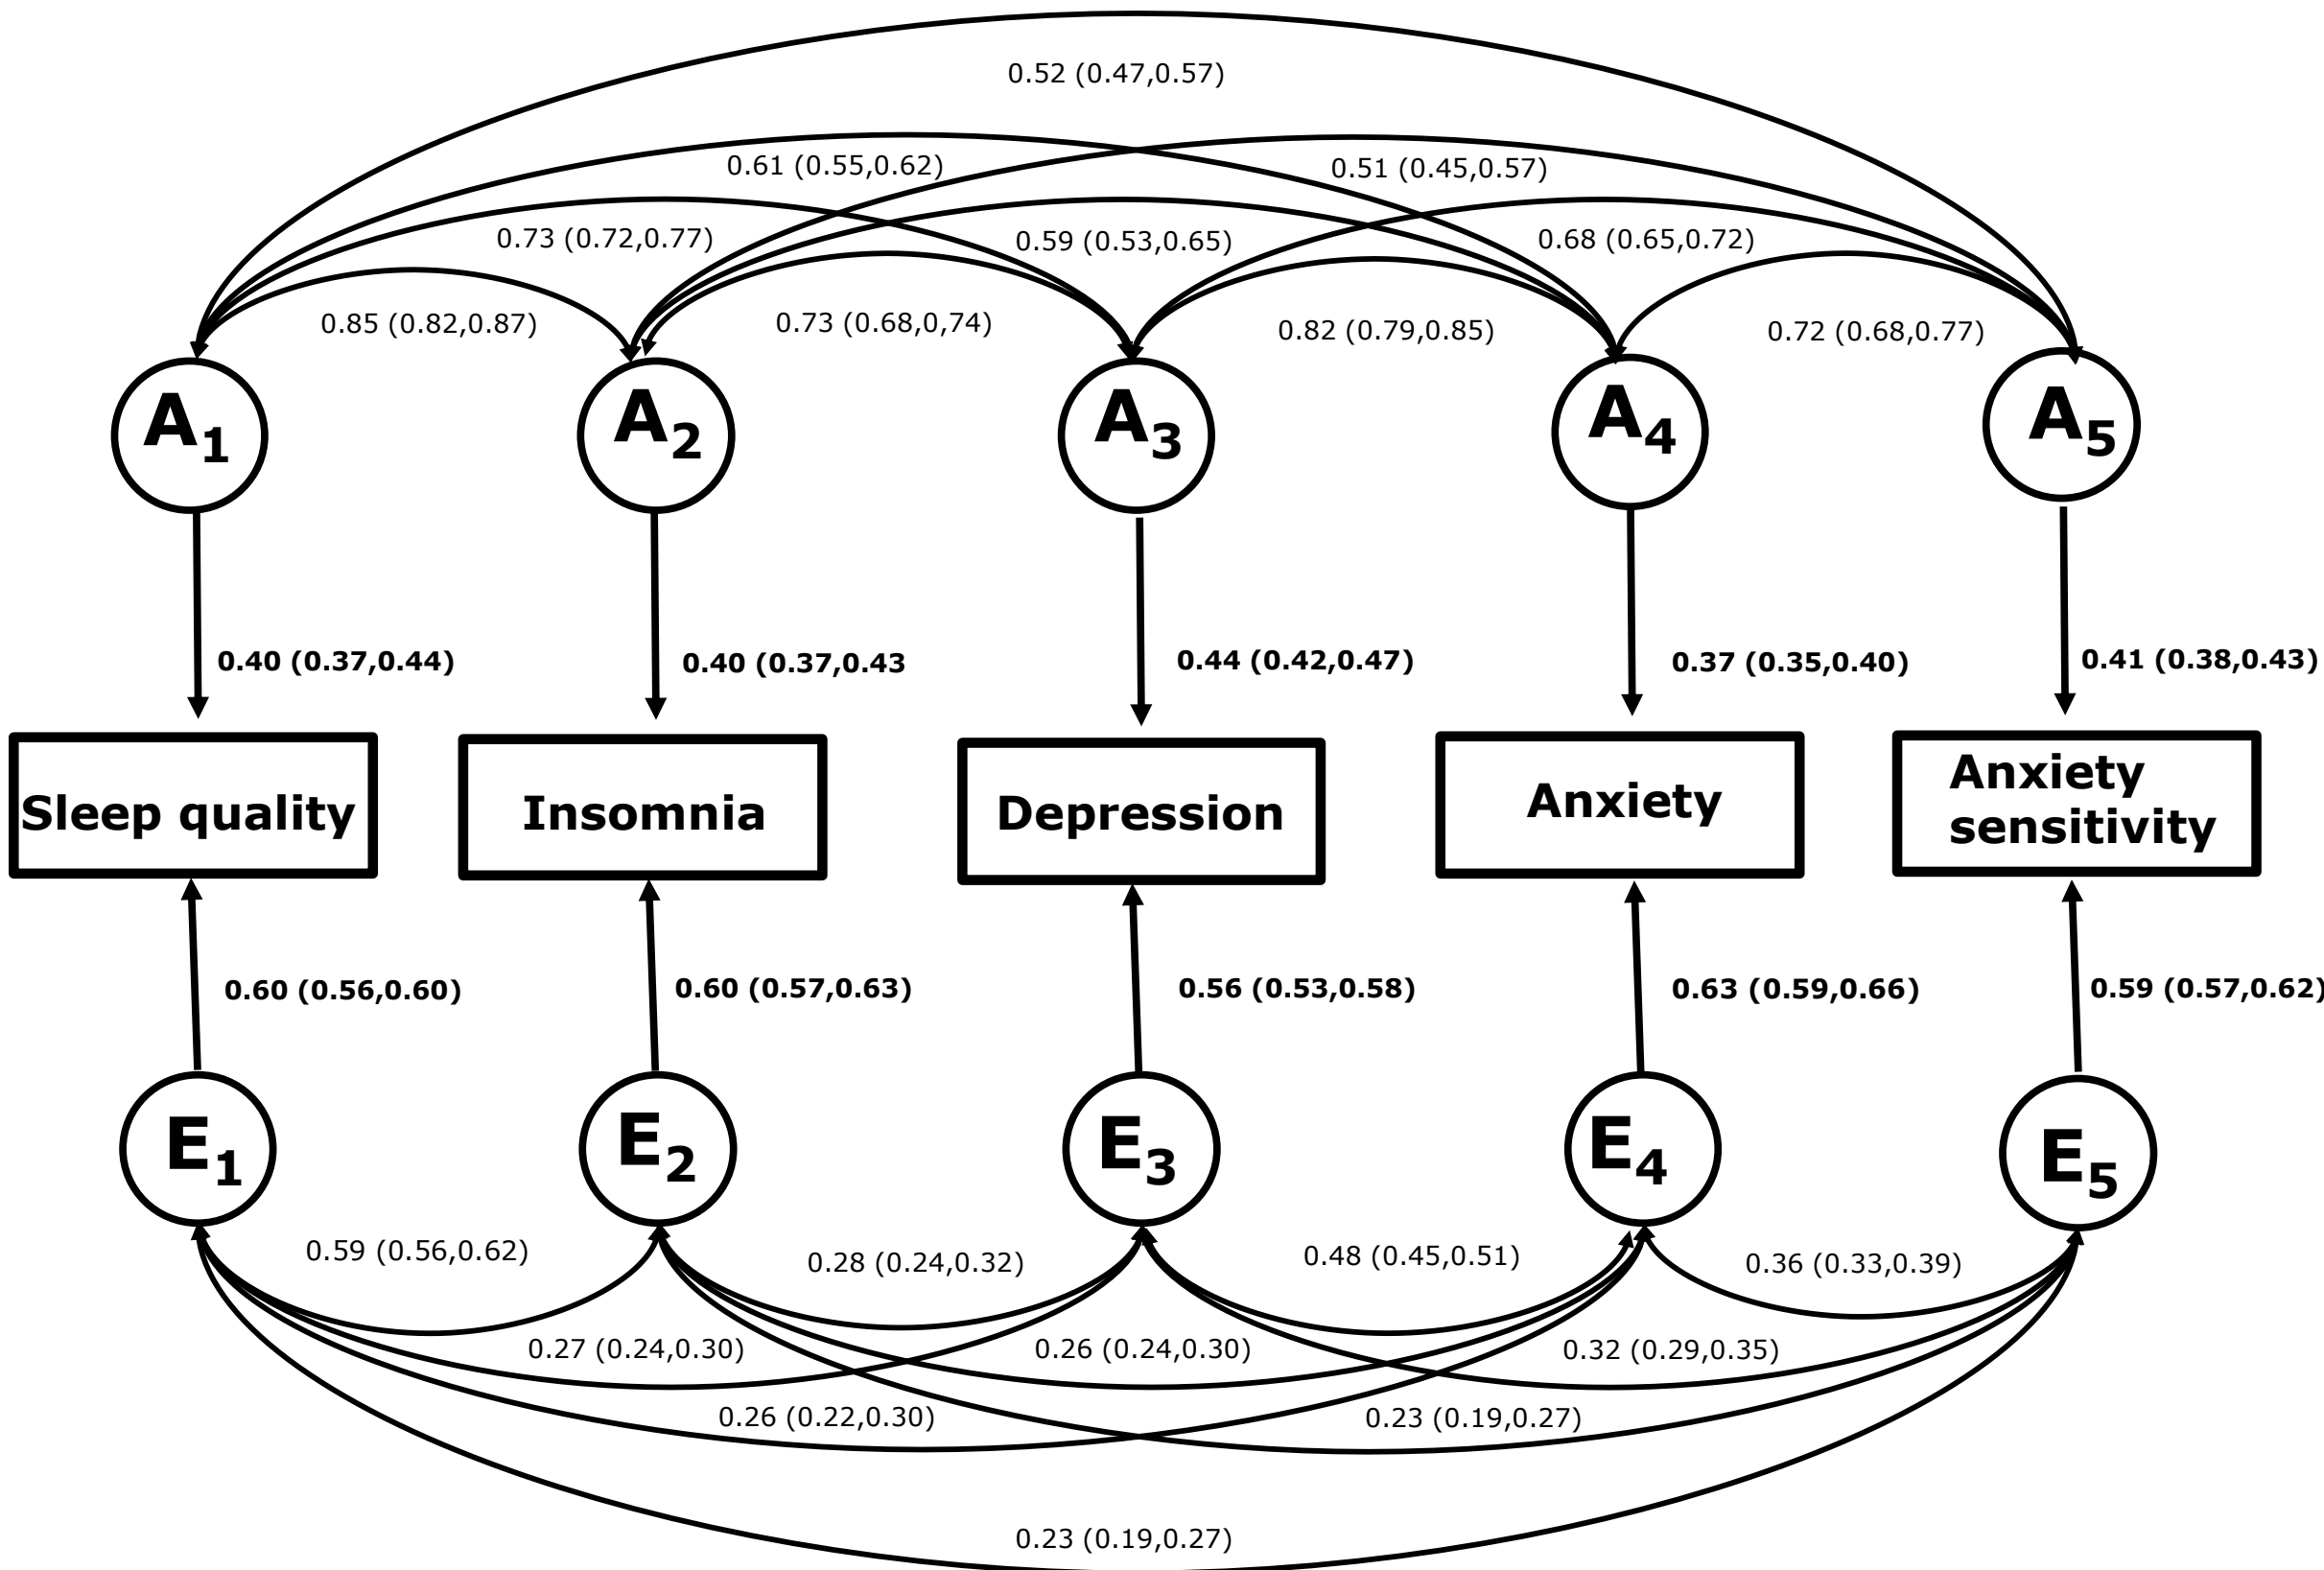 0.52 (0.47,0.57)
0.61 (0.55,0.62)
0.51 (0.45,0.57)
0.73 (0.72,0.77)
0.59 (0.53,0.65)
0.68 (0.65,0.72)
0.85 (0.82,0.87)
0.73 (0.68,0,74)
0.82 (0.79,0.85)
0.72 (0.68,0.77)
A1
A2
A3
A4
A5
0.40 (0.37,0.44)
0.40 (0.37,0.43
0.44 (0.42,0.47)
0.37 (0.35,0.40)
0.41 (0.38,0.43)
Sleep quality
Insomnia
Depression
Anxiety
Anxiety
sensitivity
0.60 (0.56,0.60)
0.60 (0.57,0.63)
0.56 (0.53,0.58)
0.63 (0.59,0.66)
0.59 (0.57,0.62)
E1
E2
E3
E4
E5
0.59 (0.56,0.62)
0.28 (0.24,0.32)
0.48 (0.45,0.51)
0.36 (0.33,0.39)
0.27 (0.24,0.30)
0.26 (0.24,0.30)
0.32 (0.29,0.35)
0.26 (0.22,0.30)
0.23 (0.19,0.27)
0.23 (0.19,0.27)